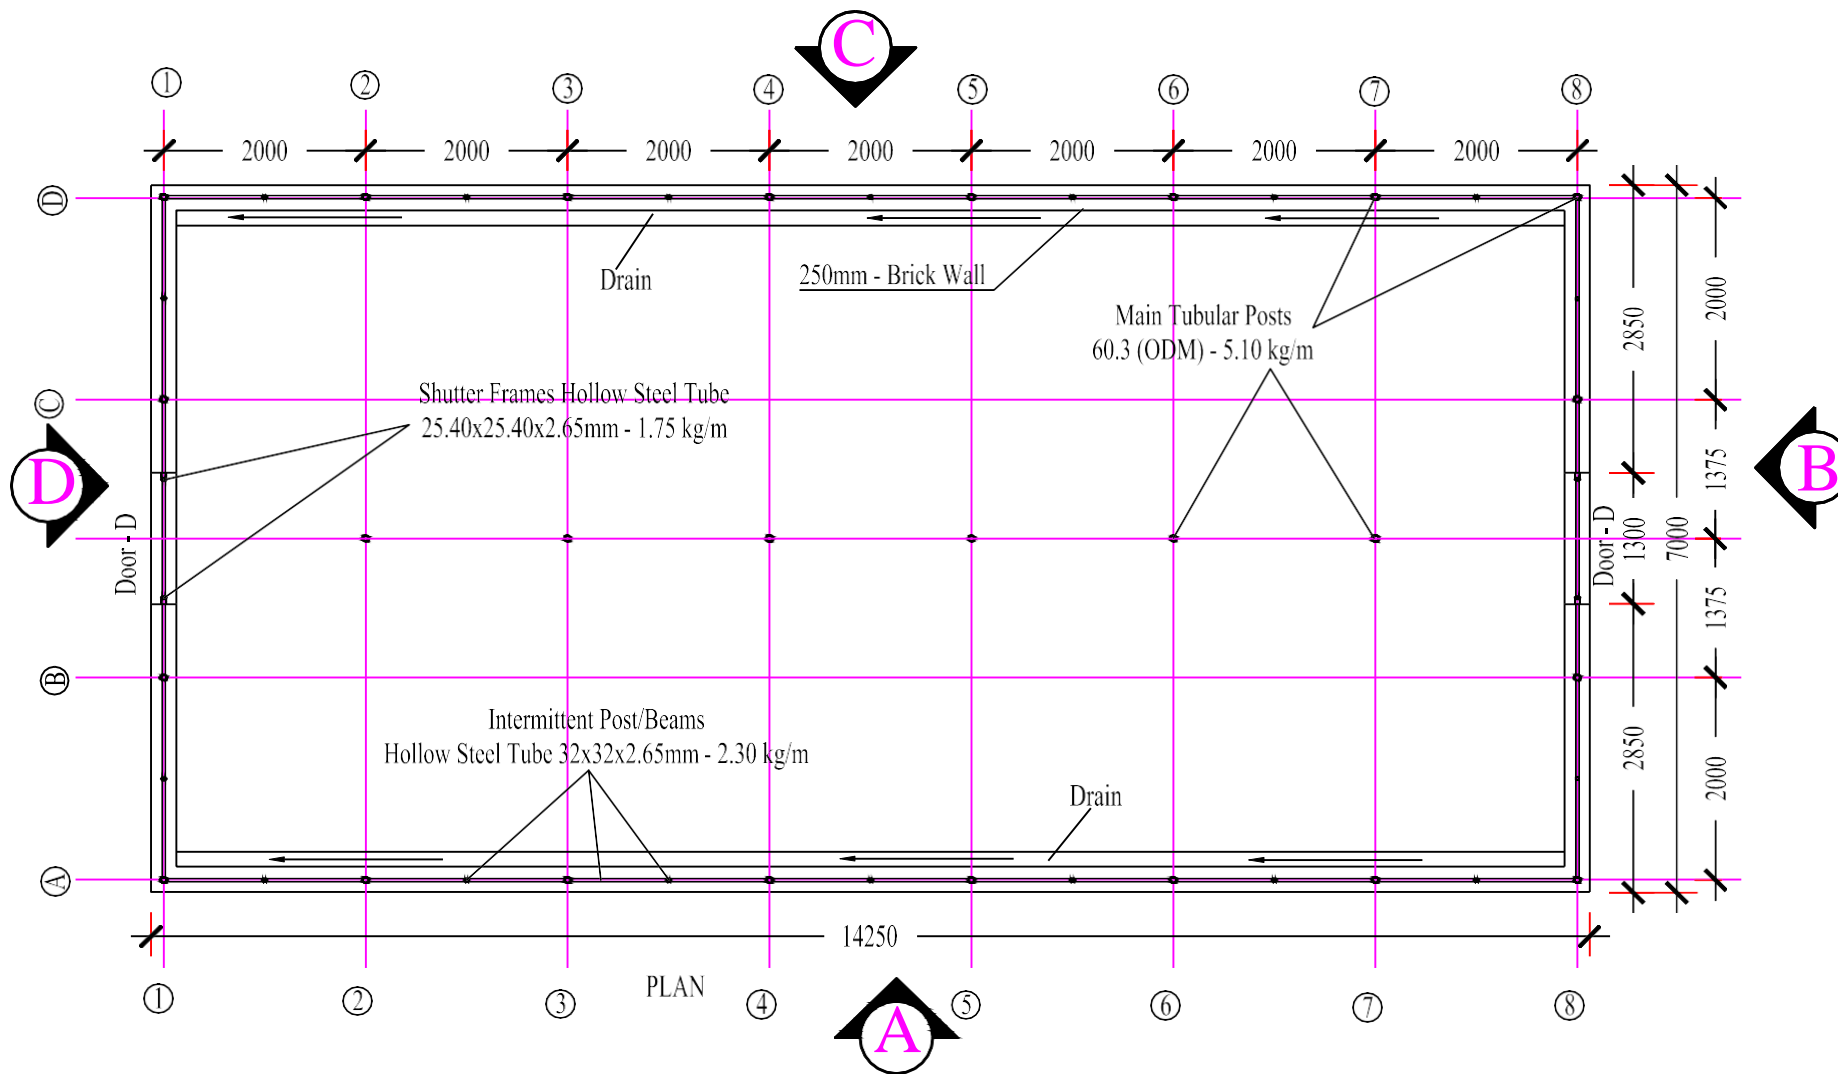 C
1 2 3 4 5 6 7 8
2000 2000 2000 2000 2000 2000 2000
D
Drain
250mm - Brick Wall
Main Tubular Posts
60.3 (ODM) - 5.10 kg/m
2850
2000
Shutter Frames Hollow Steel Tube
25.40x25.40x2.65mm - 1.75 kg/m
C
D
B
1375
Door - D
Door - D
1300
7000
1375
B
Intermittent Post/Beams
Hollow Steel Tube 32x32x2.65mm - 2.30 kg/m
2850
2000
Drain
A
14250
PLAN
1 2 3 4 5 6 7 8
A